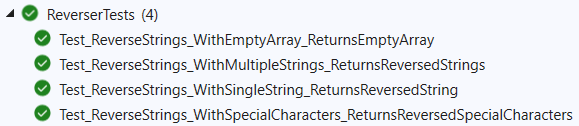 ReverserTests (4)
Test_ReverseStrings_WithEmptyArray_ReturnsEmptyArray
Test_ReverseStrings_WithMultipleStrings_ReturnsReversedStrings
Test_ReverseStrings_WithSingleString_ReturnsReversedString
Test_ReverseStrings_WithSpecialCharacters_ReturnsReversedSpecialCharacters